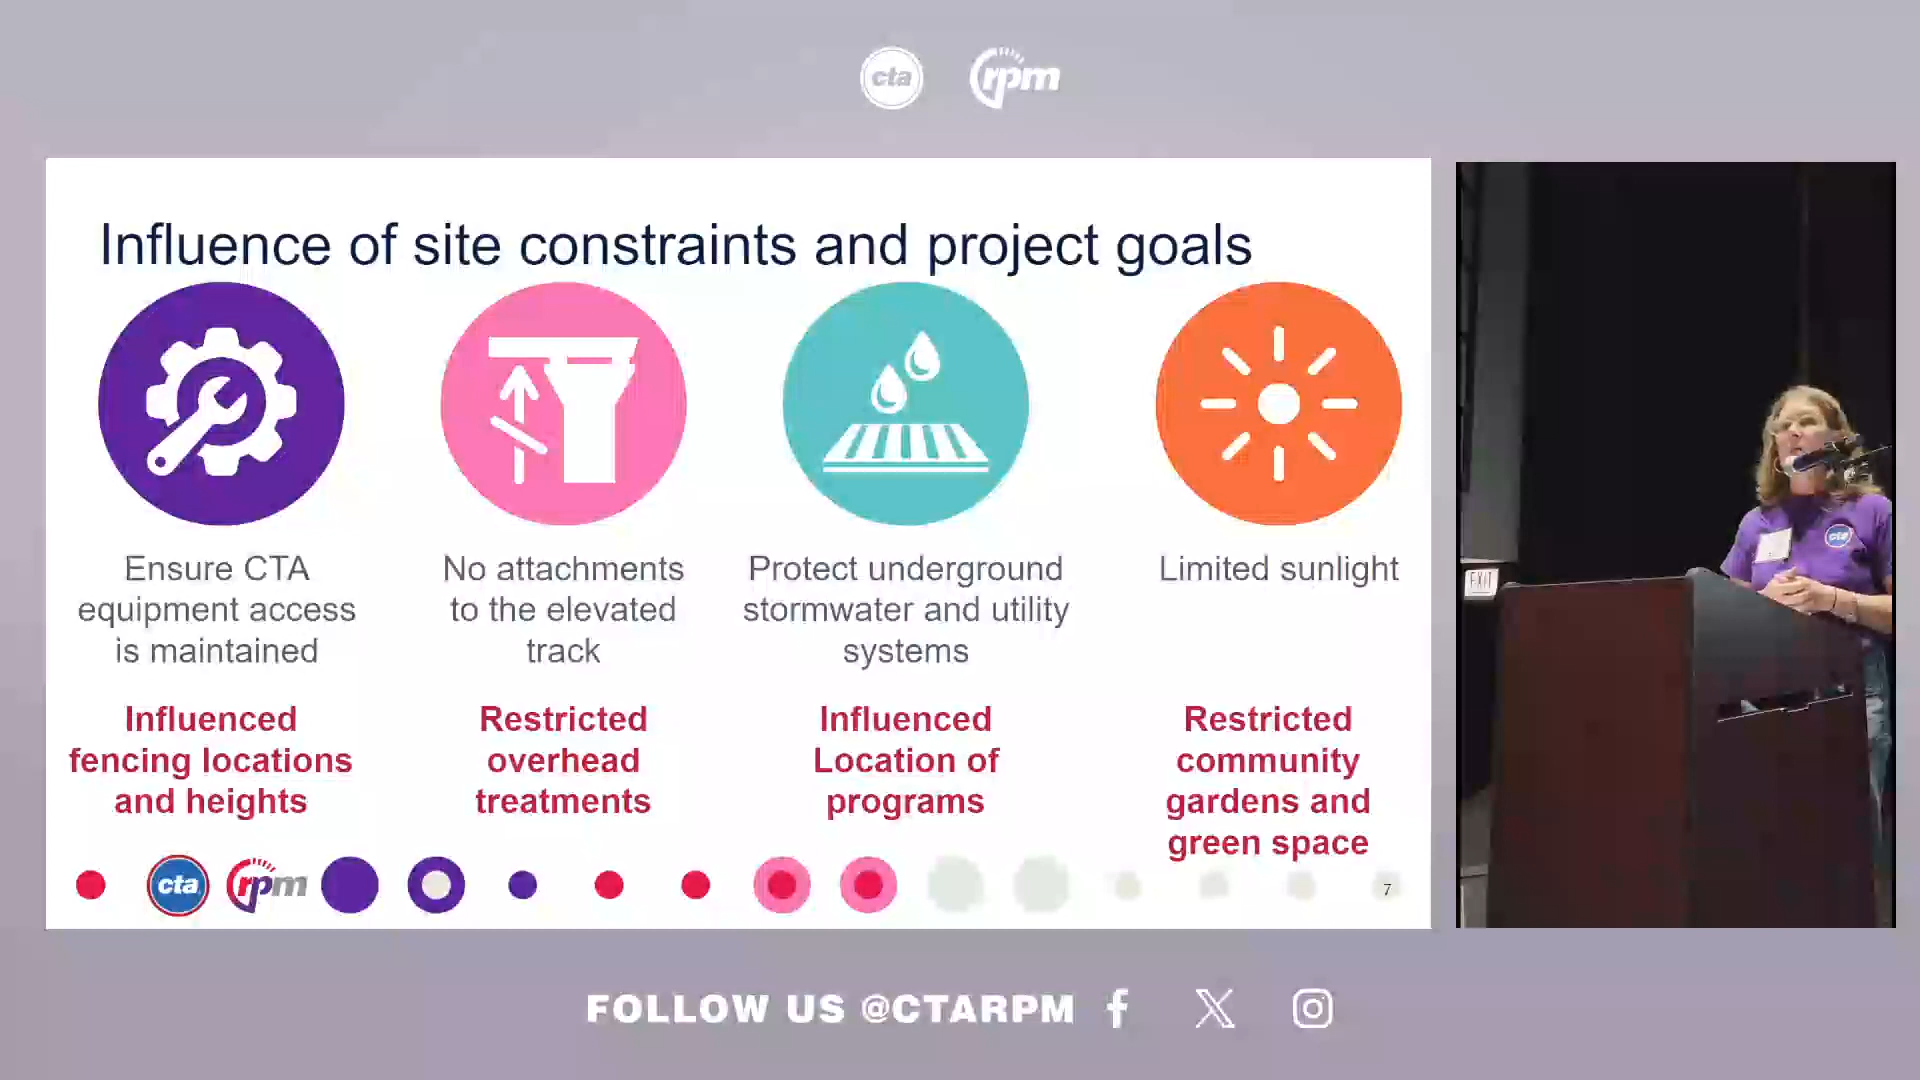 cta
rpm
Influence of site constraints and project goals
Ensure CTA
equipment access
is maintained
No attachments
to the elevated
track
Protect underground
stormwater and utility
systems
Limited sunlight
Influenced
fencing locations
and heights
Restricted
overhead
treatments
Influenced
Location of
programs
Restricted
community
gardens and
green space
cta
rpm
7
EXIT
cta
FOLLOW US @CTARPM